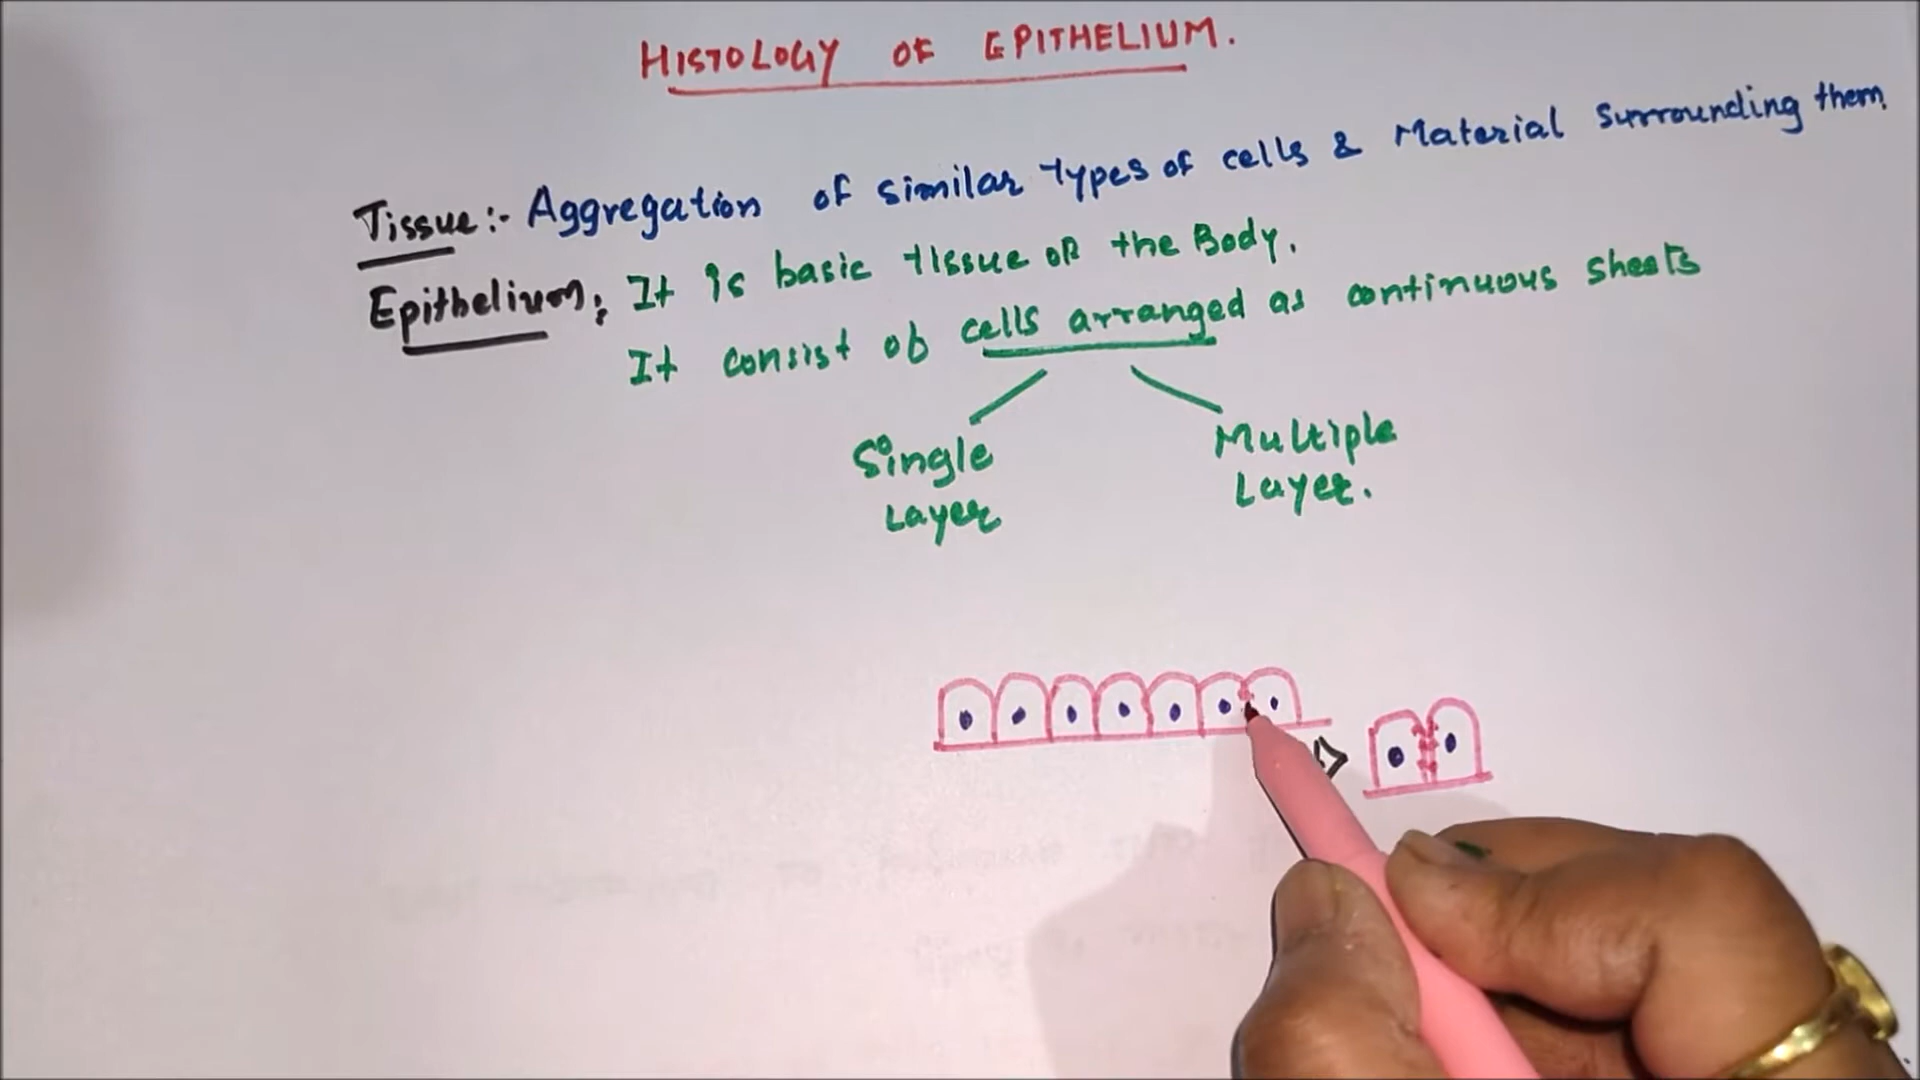 HISTOLOGY OF EPITHELIUM.
Tissue:- Aggregation of similar types of cells & Material surrounding them.
Epithelium: It is basic tissue of the Body.
It consist of cells arranged as continuous sheets
Single Multiple
Layer Layer.